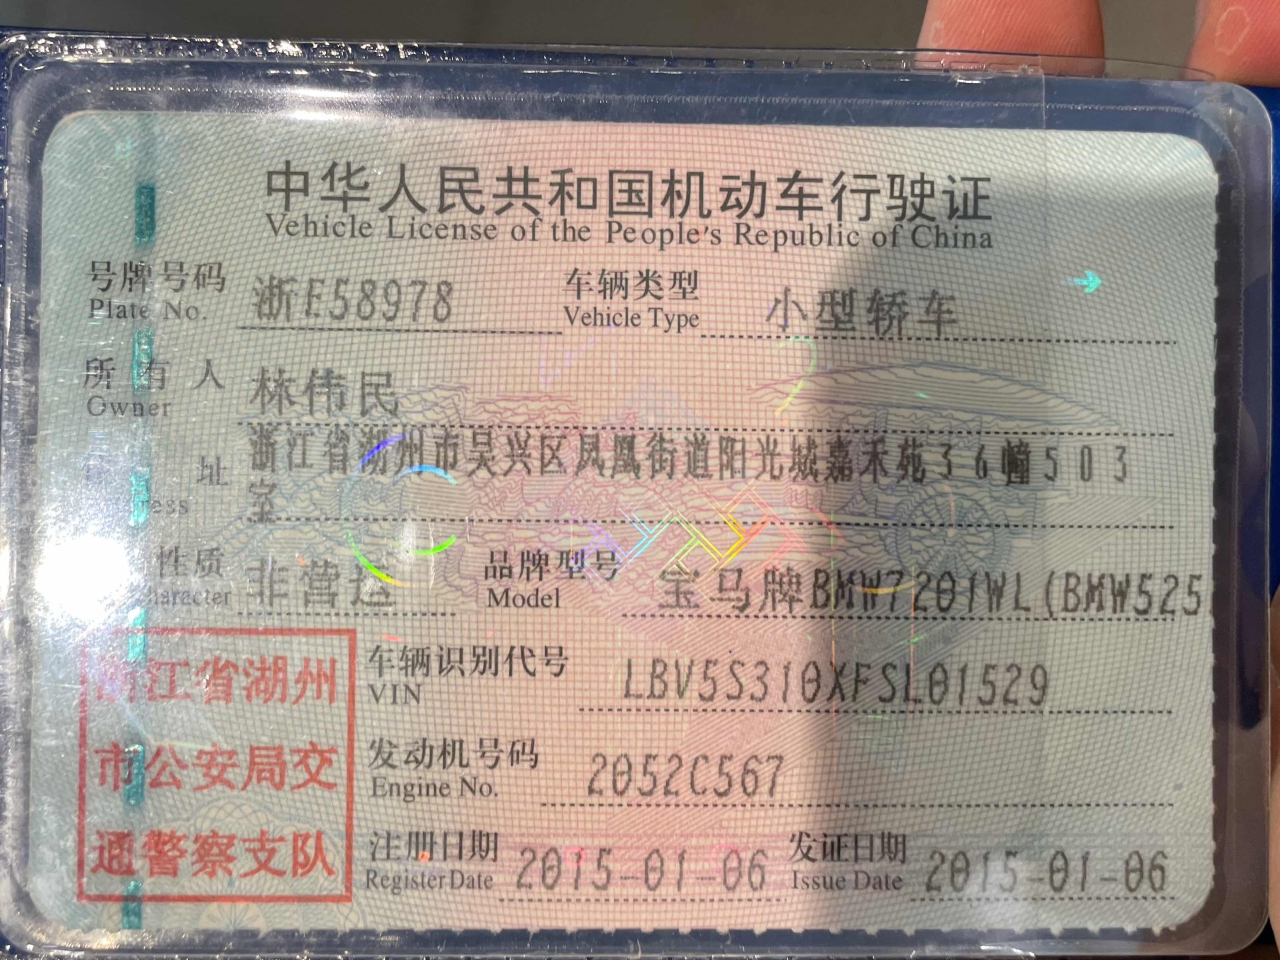 中华人民共和国机动车行驶证
Vehicle License of the People's Republic of China
号牌号码 浙E58978 车辆类型 小型轿车
Plate No. Vehicle Type
所有人 林伟民
Owner
址 浙江省湖州市吴兴区凤凰街道阳光城嘉禾苑36幢503
室
ress
性质 非营运 品牌型号 宝马牌BMW7201WL(BMW525
haracter Model
浙江省湖州
市公安局交
通警察支队
车辆识别代号 LBV5S310XFSL01529
VIN
发动机号码 2052C567
Engine No.
注册日期 2015-01-06 发证日期 2015-01-06
Register Date Issue Date